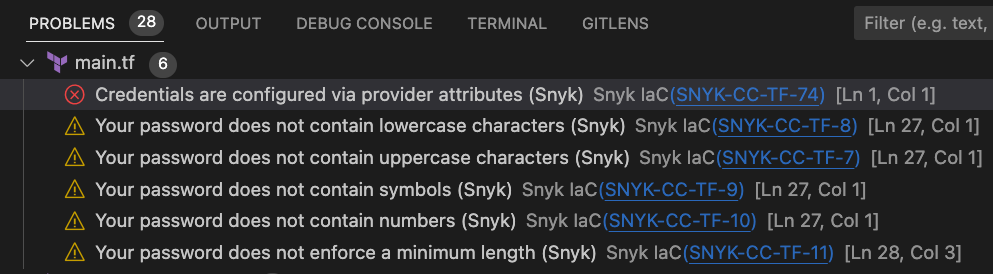 PROBLEMS 28 OUTPUT DEBUG CONSOLE TERMINAL GITLENS Filter (e.g. text,
main.tf 6
Credentials are configured via provider attributes (Snyk) Snyk IaC(SNYK-CC-TF-74) [Ln 1, Col 1]
Your password does not contain lowercase characters (Snyk) Snyk IaC(SNYK-CC-TF-8) [Ln 27, Col 1]
Your password does not contain uppercase characters (Snyk) Snyk IaC(SNYK-CC-TF-7) [Ln 27, Col 1]
Your password does not contain symbols (Snyk) Snyk IaC(SNYK-CC-TF-9) [Ln 27, Col 1]
Your password does not contain numbers (Snyk) Snyk IaC(SNYK-CC-TF-10) [Ln 27, Col 1]
Your password does not enforce a minimum length (Snyk) Snyk IaC(SNYK-CC-TF-11) [Ln 28, Col 3]